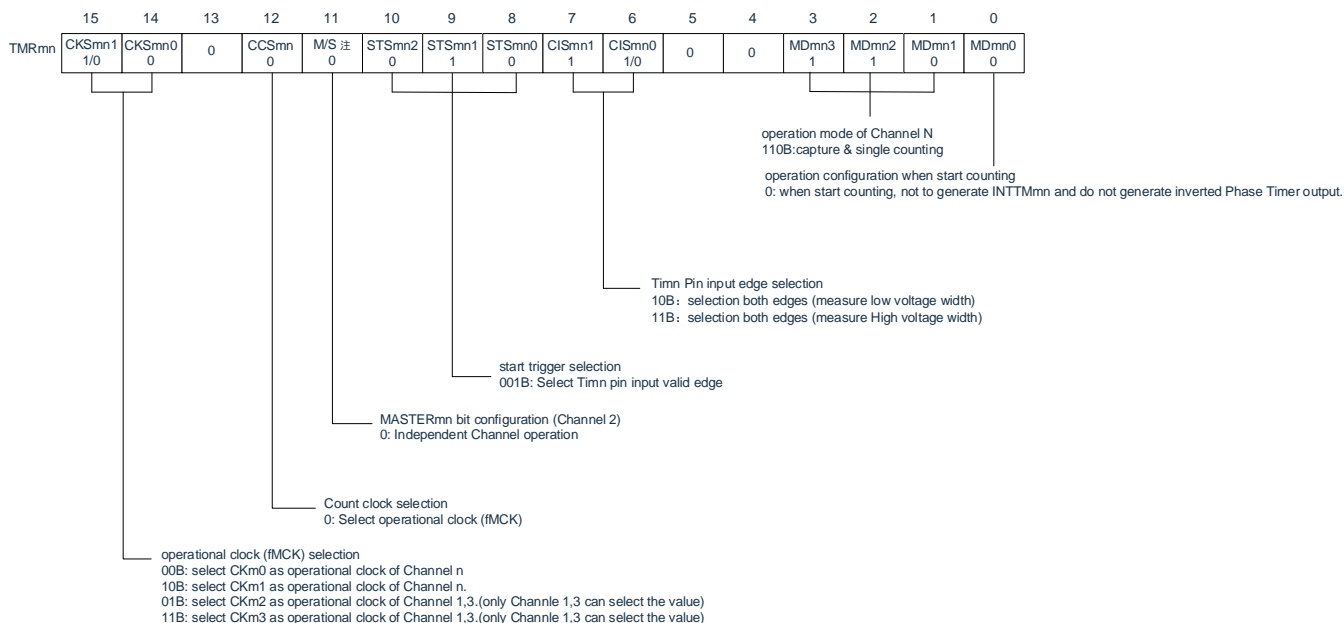 15 14 13 12 11 10 9 8 7 6 5 4 3 2 1 0
TMRmn CKSmn1 CKSmn0 0 CCSmn M/S 注 STSmn2 STSmn1 STSmn0 CISmn1 CISmn0 0 0 MDmn3 MDmn2 MDmn1 MDmn0
1/0 0 0 0 0 1 0 1 1/0 1 1 0 0
operation mode of Channel N
110B:capture & single counting
operation configuration when start counting
0: when start counting, not to generate INTTMmn and do not generate inverted Phase Timer output.
Timn Pin input edge selection
10B：selection both edges (measure low voltage width)
11B：selection both edges (measure High voltage width)
start trigger selection
001B: Select Timn pin input valid edge
MASTERmn bit configuration (Channel 2)
0: Independent Channel operation
Count clock selection
0: Select operational clock (fMCK)
operational clock (fMCK) selection
00B: select CKm0 as operational clock of Channel n
10B: select CKm1 as operational clock of Channel n.
01B: select CKm2 as operational clock of Channel 1,3.(only Channle 1,3 can select the value)
11B: select CKm3 as operational clock of Channel 1,3.(only Channle 1,3 can select the value)